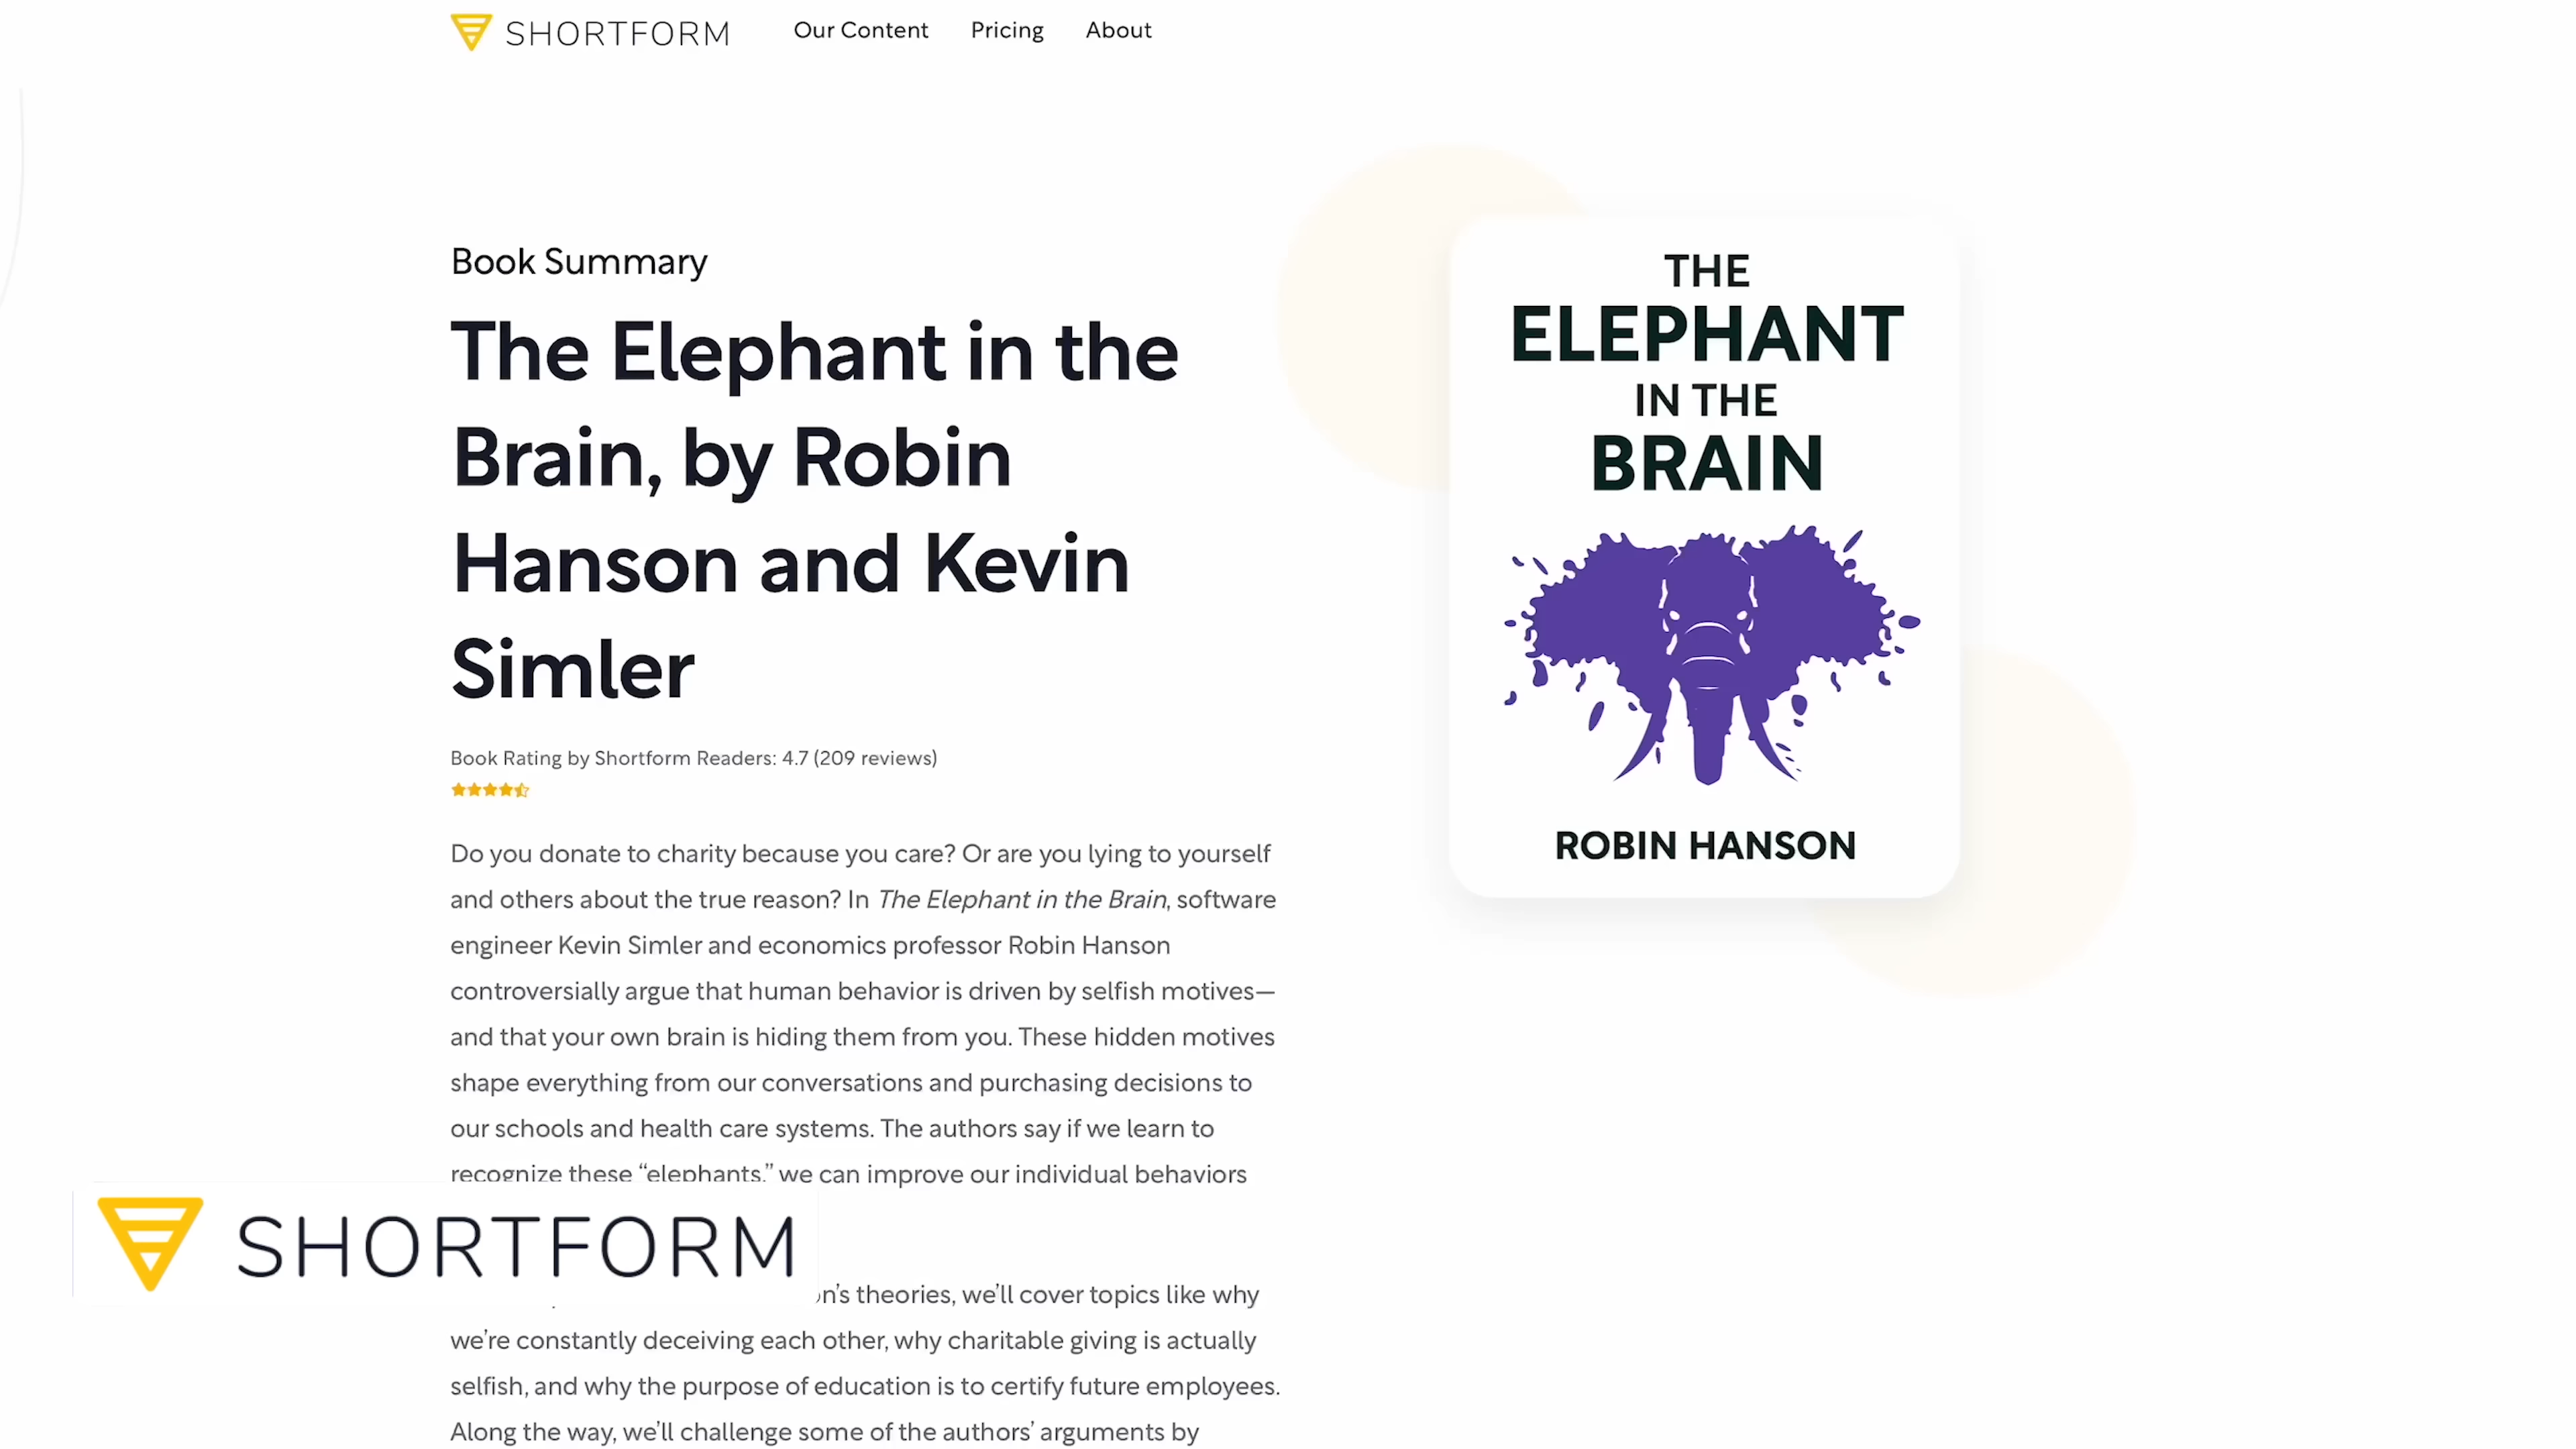 SHORTFORM Our Content Pricing About
Book Summary
The Elephant in the
Brain, by Robin
Hanson and Kevin
Simler
Book Rating by Shortform Readers: 4.7 (209 reviews)
Do you donate to charity because you care? Or are you lying to yourself
and others about the true reason? In The Elephant in the Brain, software
engineer Kevin Simler and economics professor Robin Hanson
controversially argue that human behavior is driven by selfish motives—
and that your own brain is hiding them from you. These hidden motives
shape everything from our conversations and purchasing decisions to
our schools and health care systems. The authors say if we learn to
recognize these “elephants,” we can improve our individual behaviors
SHORTFORM
theories, we’ll cover topics like why
we’re constantly deceiving each other, why charitable giving is actually
selfish, and why the purpose of education is to certify future employees.
Along the way, we’ll challenge some of the authors’ arguments by
THE
ELEPHANT
IN THE
BRAIN
ROBIN HANSON